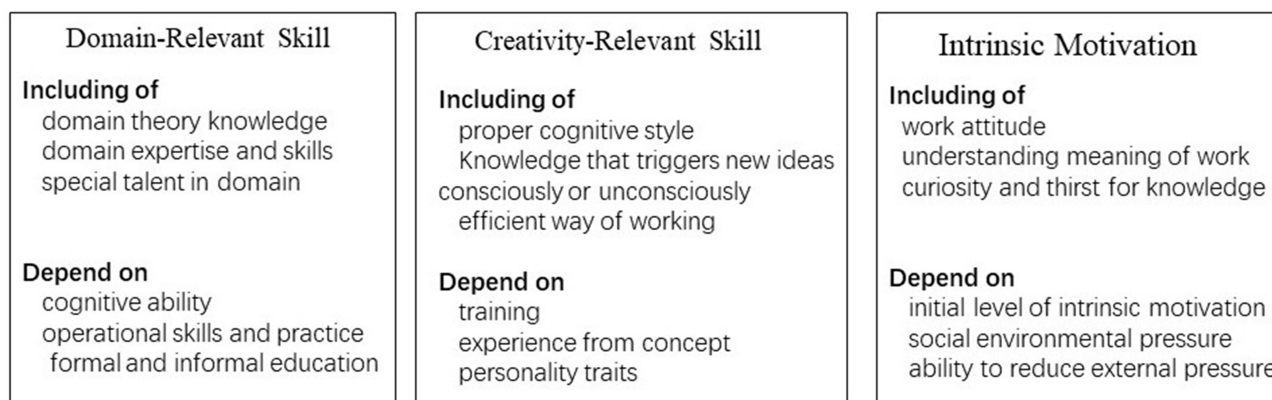 Domain-Relevant Skill
Including of
domain theory knowledge
domain expertise and skills
special talent in domain
Depend on
cognitive ability
operational skills and practice
formal and informal education
Creativity-Relevant Skill
Including of
proper cognitive style
Knowledge that triggers new ideas
consciously or unconsciously
efficient way of working
Depend on
training
experience from concept
personality traits
Intrinsic Motivation
Including of
work attitude
understanding meaning of work
curiosity and thirst for knowledge
Depend on
initial level of intrinsic motivation
social environmental pressure
ability to reduce external pressure